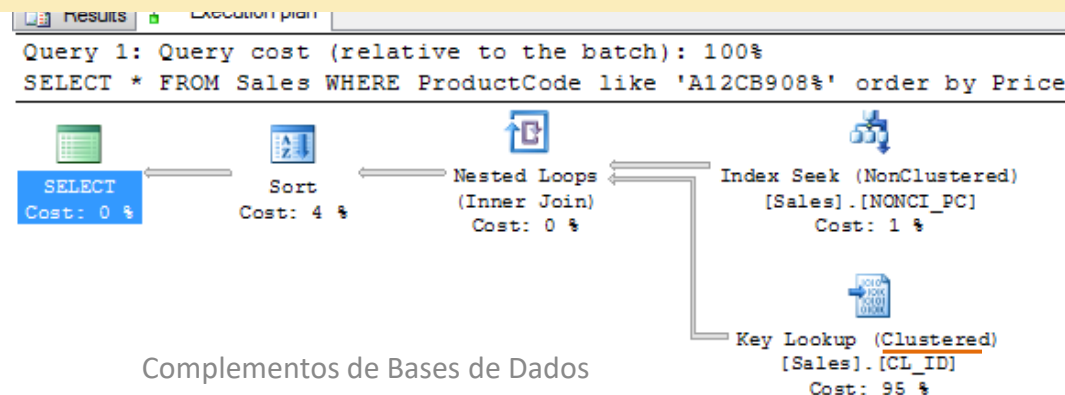 Results Execution plan
Query 1: Query cost (relative to the batch): 100%
SELECT * FROM Sales WHERE ProductCode like 'A12CB908%' order by Price
SELECT
Cost: 0 %
Sort
Cost: 4 %
Nested Loops
(Inner Join)
Cost: 0 %
Index Seek (NonClustered)
[Sales].[NONCI_PC]
Cost: 1 %
Key Lookup (Clustered)
[Sales].[CL_ID]
Cost: 95 %
Complementos de Bases de Dados